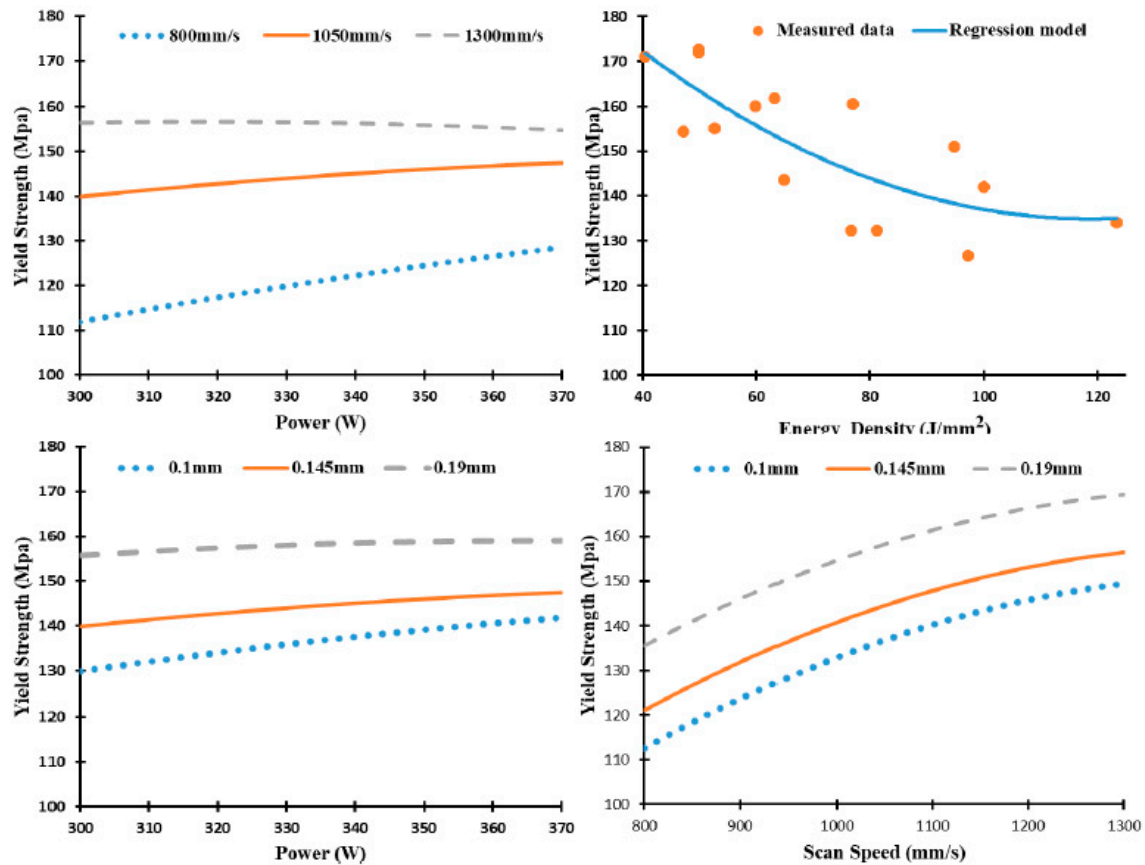 800mm/s 1050mm/s 1300mm/s
Yield Strength (Mpa)
180
170
160
150
140
130
120
110
100
300 310 320 330 340 350 360 370
Power (W)
Measured data Regression model
Yield Strength (Mpa)
180
170
160
150
140
130
120
110
100
40 60 80 100 120
Energy Density (J/mm²)
0.1mm 0.145mm 0.19mm
Yield Strength (Mpa)
180
170
160
150
140
130
120
110
100
300 310 320 330 340 350 360 370
Power (W)
0.1mm 0.145mm 0.19mm
Yield Strength (Mpa)
180
170
160
150
140
130
120
110
100
800 900 1000 1100 1200 1300
Scan Speed (mm/s)